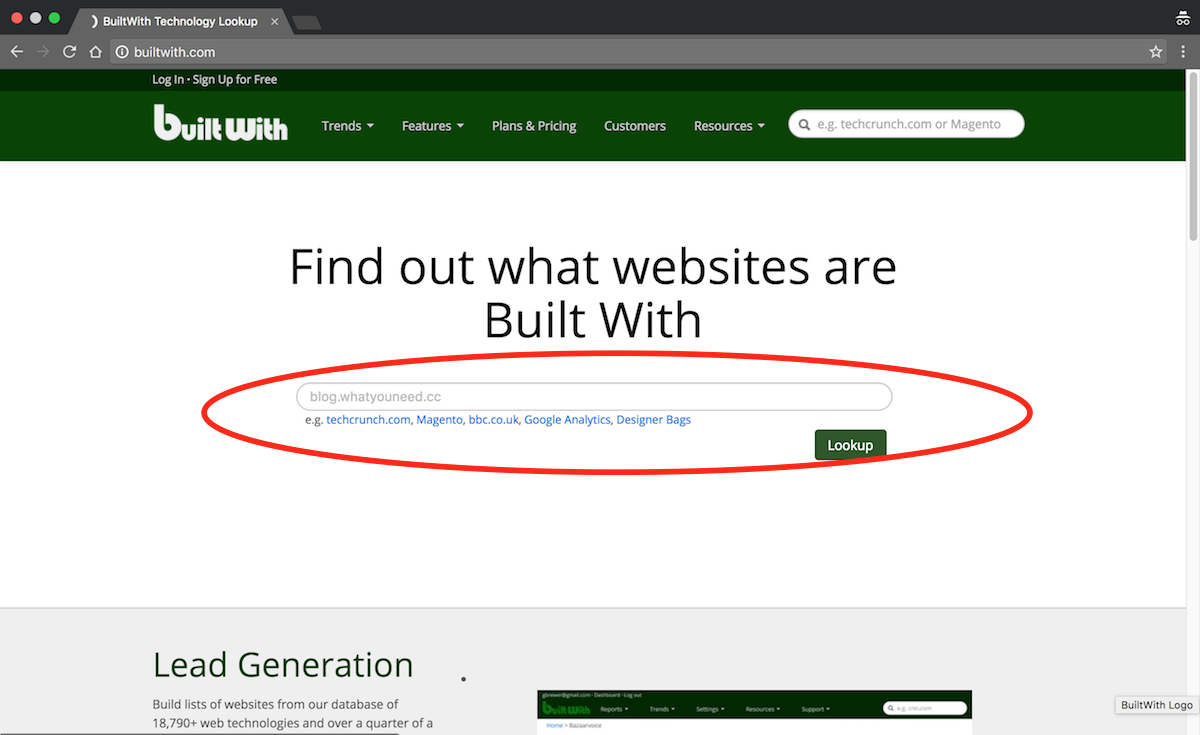 BuiltWith Technology Lookup
builtwith.com
Log In · Sign Up for Free
Built With
Trends
Features
Plans & Pricing
Customers
Resources
e.g. techcrunch.com or Magento
Find out what websites are
Built With
blog.whatyouneed.cc
e.g. techcrunch.com, Magento, bbc.co.uk, Google Analytics, Designer Bags
Lookup
Lead Generation
Build lists of websites from our database of
18,790+ web technologies and over a quarter of a
gbrewer@gmail.com - Dashboard - Log out
Built With
Reports
Trends
Settings
Resources
Support
e.g. cnn.com
Home > Bazaarvoice
BuiltWith Logo